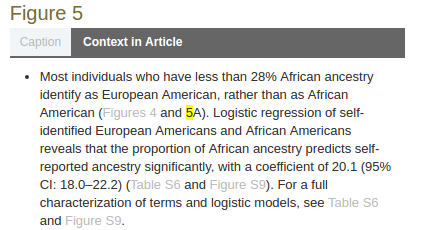 Figure 5
Caption Context in Article
• Most individuals who have less than 28% African ancestry
identify as European American, rather than as African
American (Figures 4 and 5A). Logistic regression of self-
identified European Americans and African Americans
reveals that the proportion of African ancestry predicts self-
reported ancestry significantly, with a coefficient of 20.1 (95%
CI: 18.0–22.2) (Table S6 and Figure S9). For a full
characterization of terms and logistic models, see Table S6
and Figure S9.